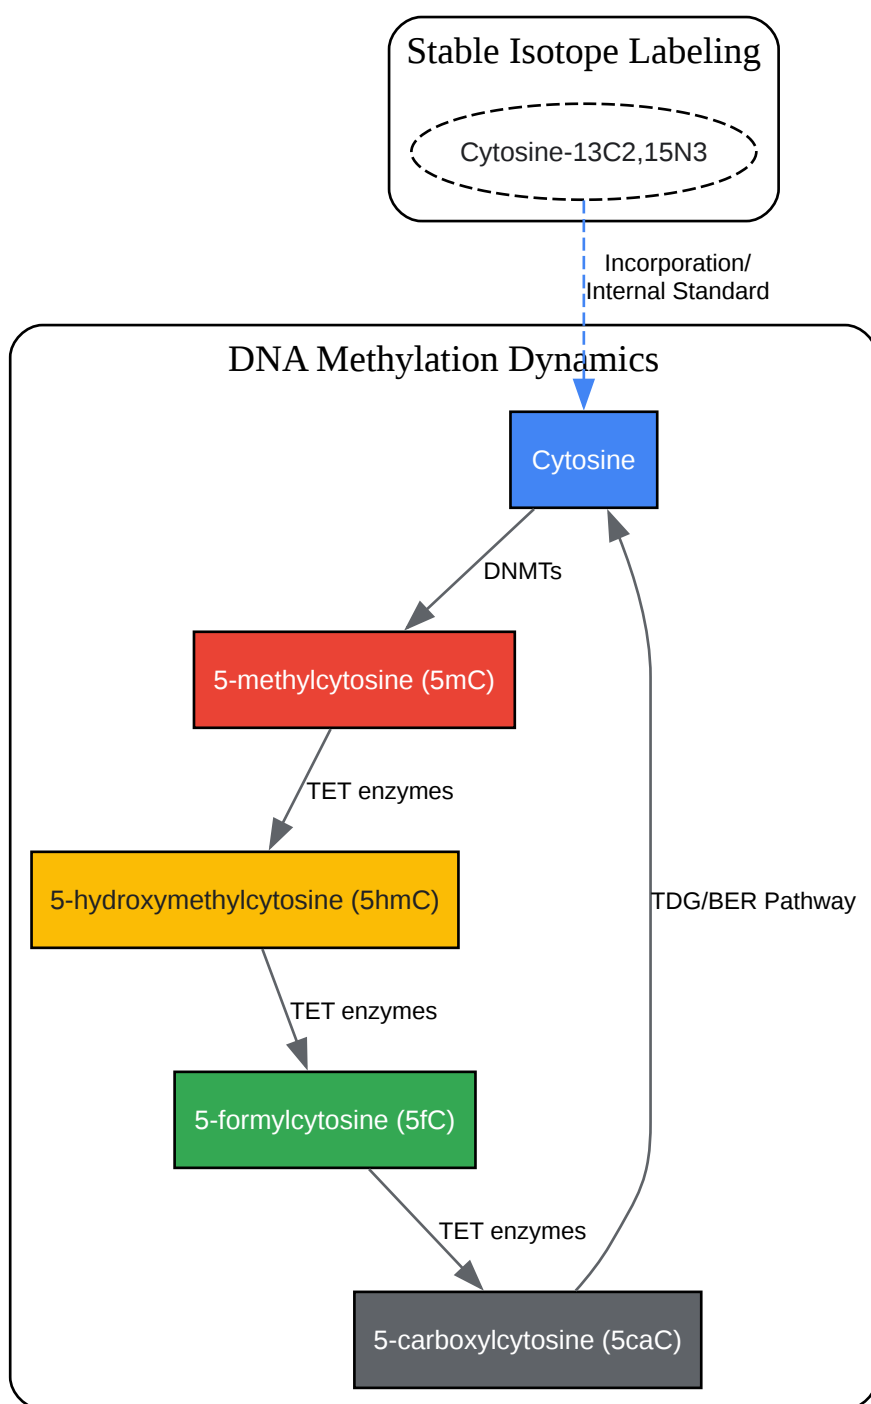 Stable Isotope Labeling
Cytosine-13C2,15N3
Incorporation/
Internal Standard
DNA Methylation Dynamics
Cytosine
DNMTs
5-methylcytosine (5mC)
TET enzymes
5-hydroxymethylcytosine (5hmC)
TDG/BER Pathway
TET enzymes
5-formylcytosine (5fC)
TET enzymes
5-carboxylcytosine (5caC)